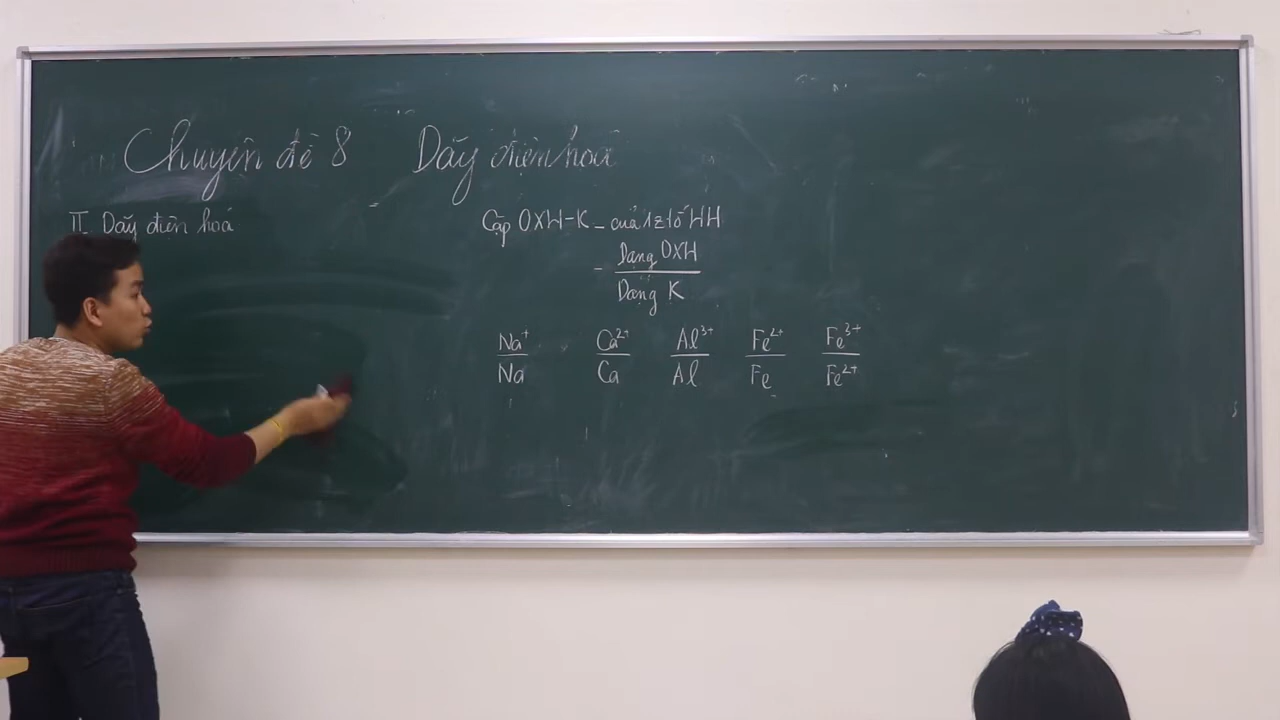 Chuyên đề 8 Dãy điện hoá
II Dãy điện hoá
Cặp OXH-K - của 1 z tố HH
- Dạng OXH
Dạng K
Na⁺ Ca²⁺ Al³⁺ Fe²⁺ Fe³⁺
Na Ca Al Fe Fe²⁺